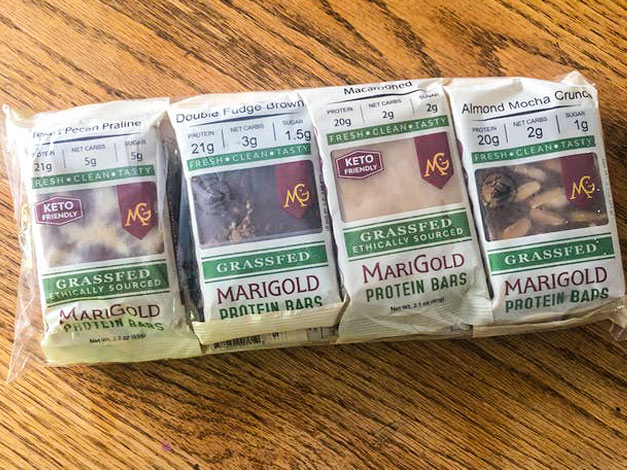 Texas Pecan Praline
PROTEIN NET CARBS SUGAR
21g 5g 5g
FRESH • CLEAN • TASTY
KETO
FRIENDLY
MG
GRASSFED
ETHICALLY SOURCED
MARIGOLD
PROTEIN BARS
Double Fudge Brown
PROTEIN NET CARBS SUGAR
21g 3g 1.5g
FRESH • CLEAN • TASTY
MG
GRASSFED
MARIGOLD
PROTEIN BARS
Macarooned
PROTEIN NET CARBS SUGAR
20g 2g 2g
FRESH • CLEAN • TASTY
KETO
FRIENDLY
MG
GRASSFED
ETHICALLY SOURCED
MARIGOLD
PROTEIN BARS
Almond Mocha Crunch
PROTEIN NET CARBS SUGAR
20g 2g 1g
FRESH • CLEAN • TASTY
MG
GRASSFED
MARIGOLD
PROTEIN BARS